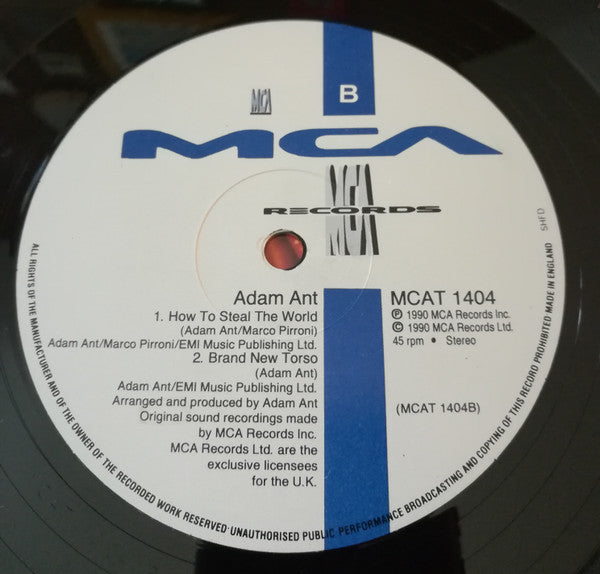 B
MCA
MCA
MCA
RECORDS
SHFD
Adam Ant
1. How To Steal The World
(Adam Ant/Marco Pirroni)
Adam Ant/Marco Pirroni/EMI Music Publishing Ltd.
2. Brand New Torso
(Adam Ant)
Adam Ant/EMI Music Publishing Ltd.
Arranged and produced by Adam Ant
Original sound recordings made
by MCA Records Inc.
MCA Records Ltd. are the
exclusive licensees
for the U.K.
MCAT 1404
℗ 1990 MCA Records Inc.
© 1990 MCA Records Ltd.
45 rpm • Stereo
(MCAT 1404B)
ALL RIGHTS OF THE MANUFACTURER AND OF THE OWNER OF THE RECORDED WORK RESERVED·UNAUTHORISED PUBLIC PERFORMANCE BROADCASTING AND COPYING OF THIS RECORD PROHIBITED MADE IN ENGLAND